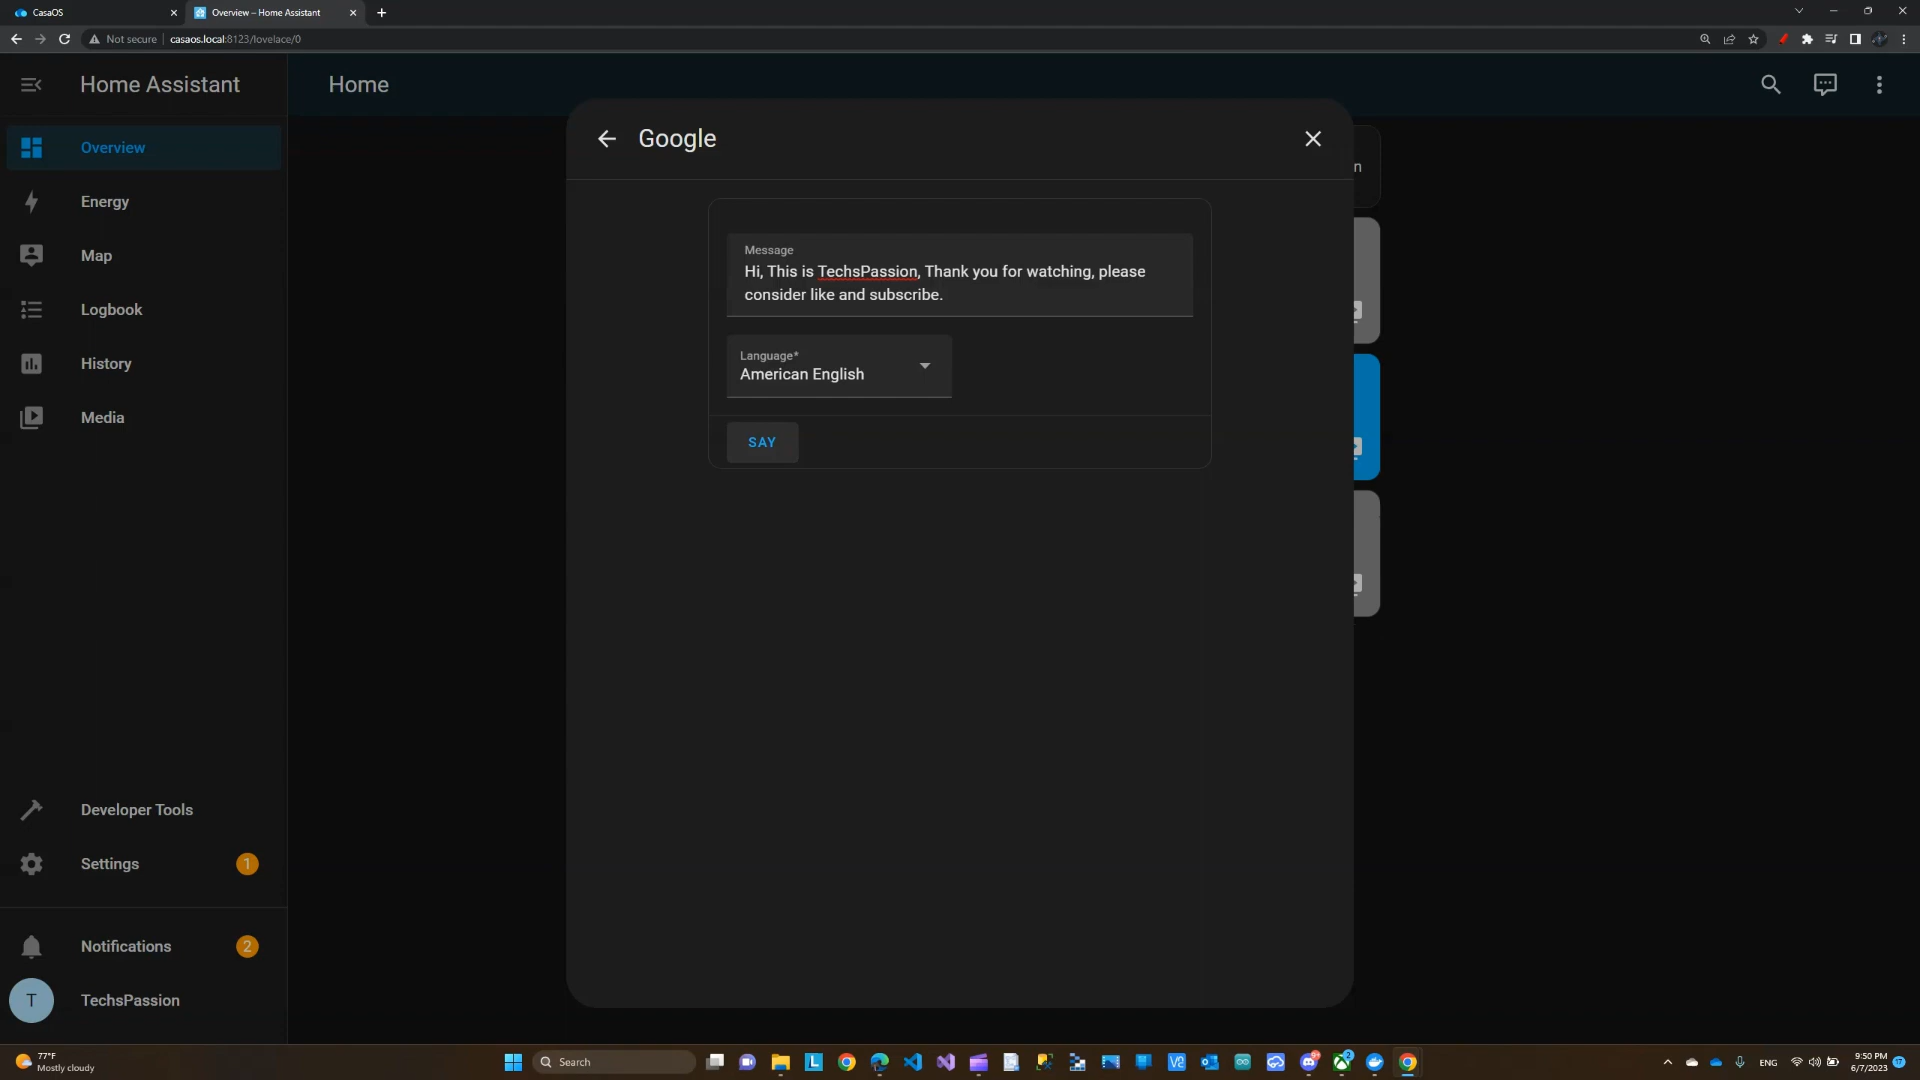 CasaOS
Overview – Home Assistant
Not secure
casaos.local:8123/lovelace/0
Home Assistant
Home
Overview
Energy
Map
Logbook
History
Media
Developer Tools
Settings
1
Notifications
2
T
TechsPassion
Google
n
Message
Hi, This is TechsPassion, Thank you for watching, please
consider like and subscribe.
Language*
American English
SAY
77°F
Mostly cloudy
Search
ENG
9:50 PM
6/7/2023